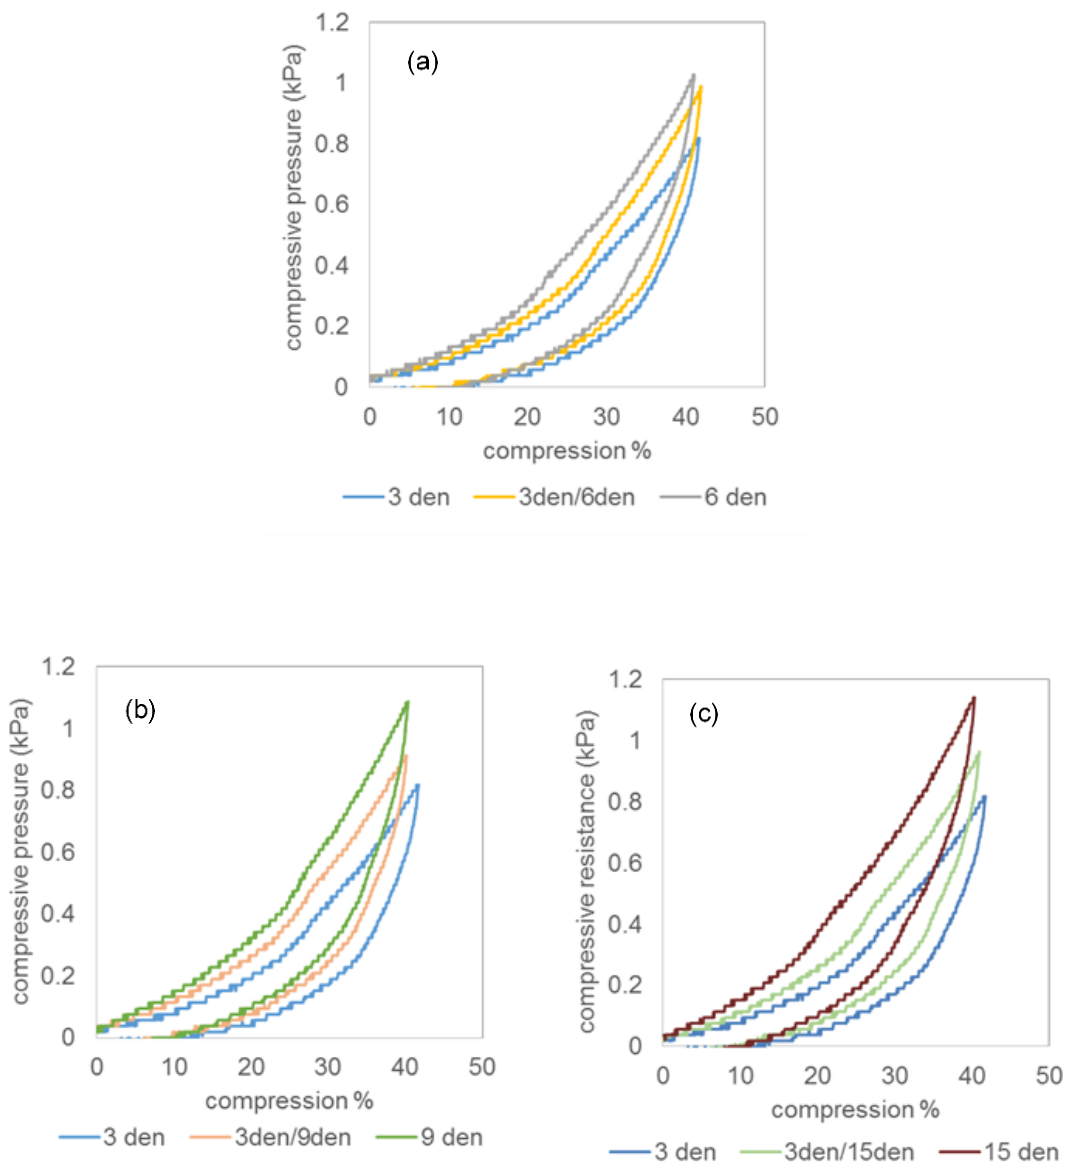 (a)
compressive pressure (kPa)
1.2
1
0.8
0.6
0.4
0.2
0
0 10 20 30 40 50
compression %
3 den 3den/6den 6 den
(b)
compressive pressure (kPa)
1.2
1
0.8
0.6
0.4
0.2
0
0 10 20 30 40 50
compression %
3 den 3den/9den 9 den
(c)
compressive resistance (kPa)
1.2
1
0.8
0.6
0.4
0.2
0
0 10 20 30 40 50
compression %
3 den 3den/15den 15 den